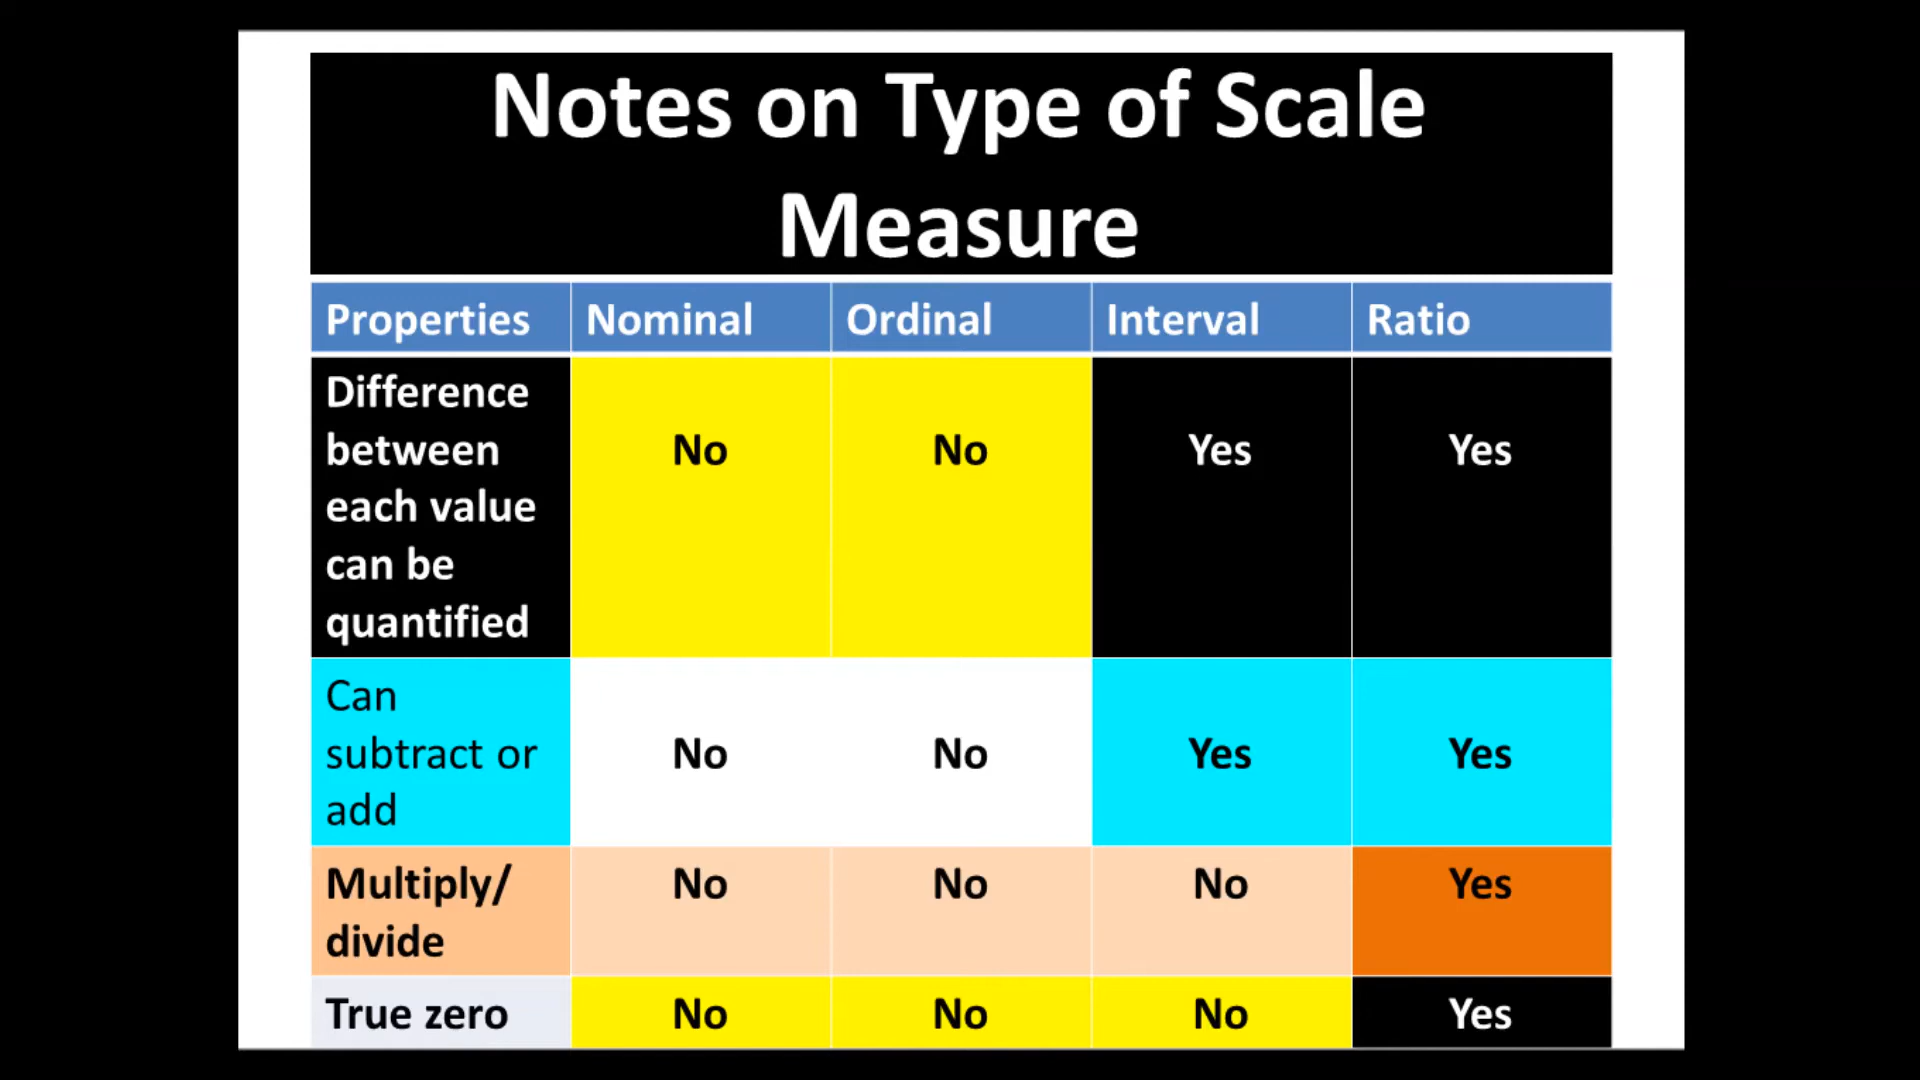 Notes on Type of Scale
Measure
Properties Nominal Ordinal Interval Ratio
Difference
between No No Yes Yes
each value
can be
quantified
Can
subtract or No No Yes Yes
add
Multiply/ No No No Yes
divide
True zero No No No Yes